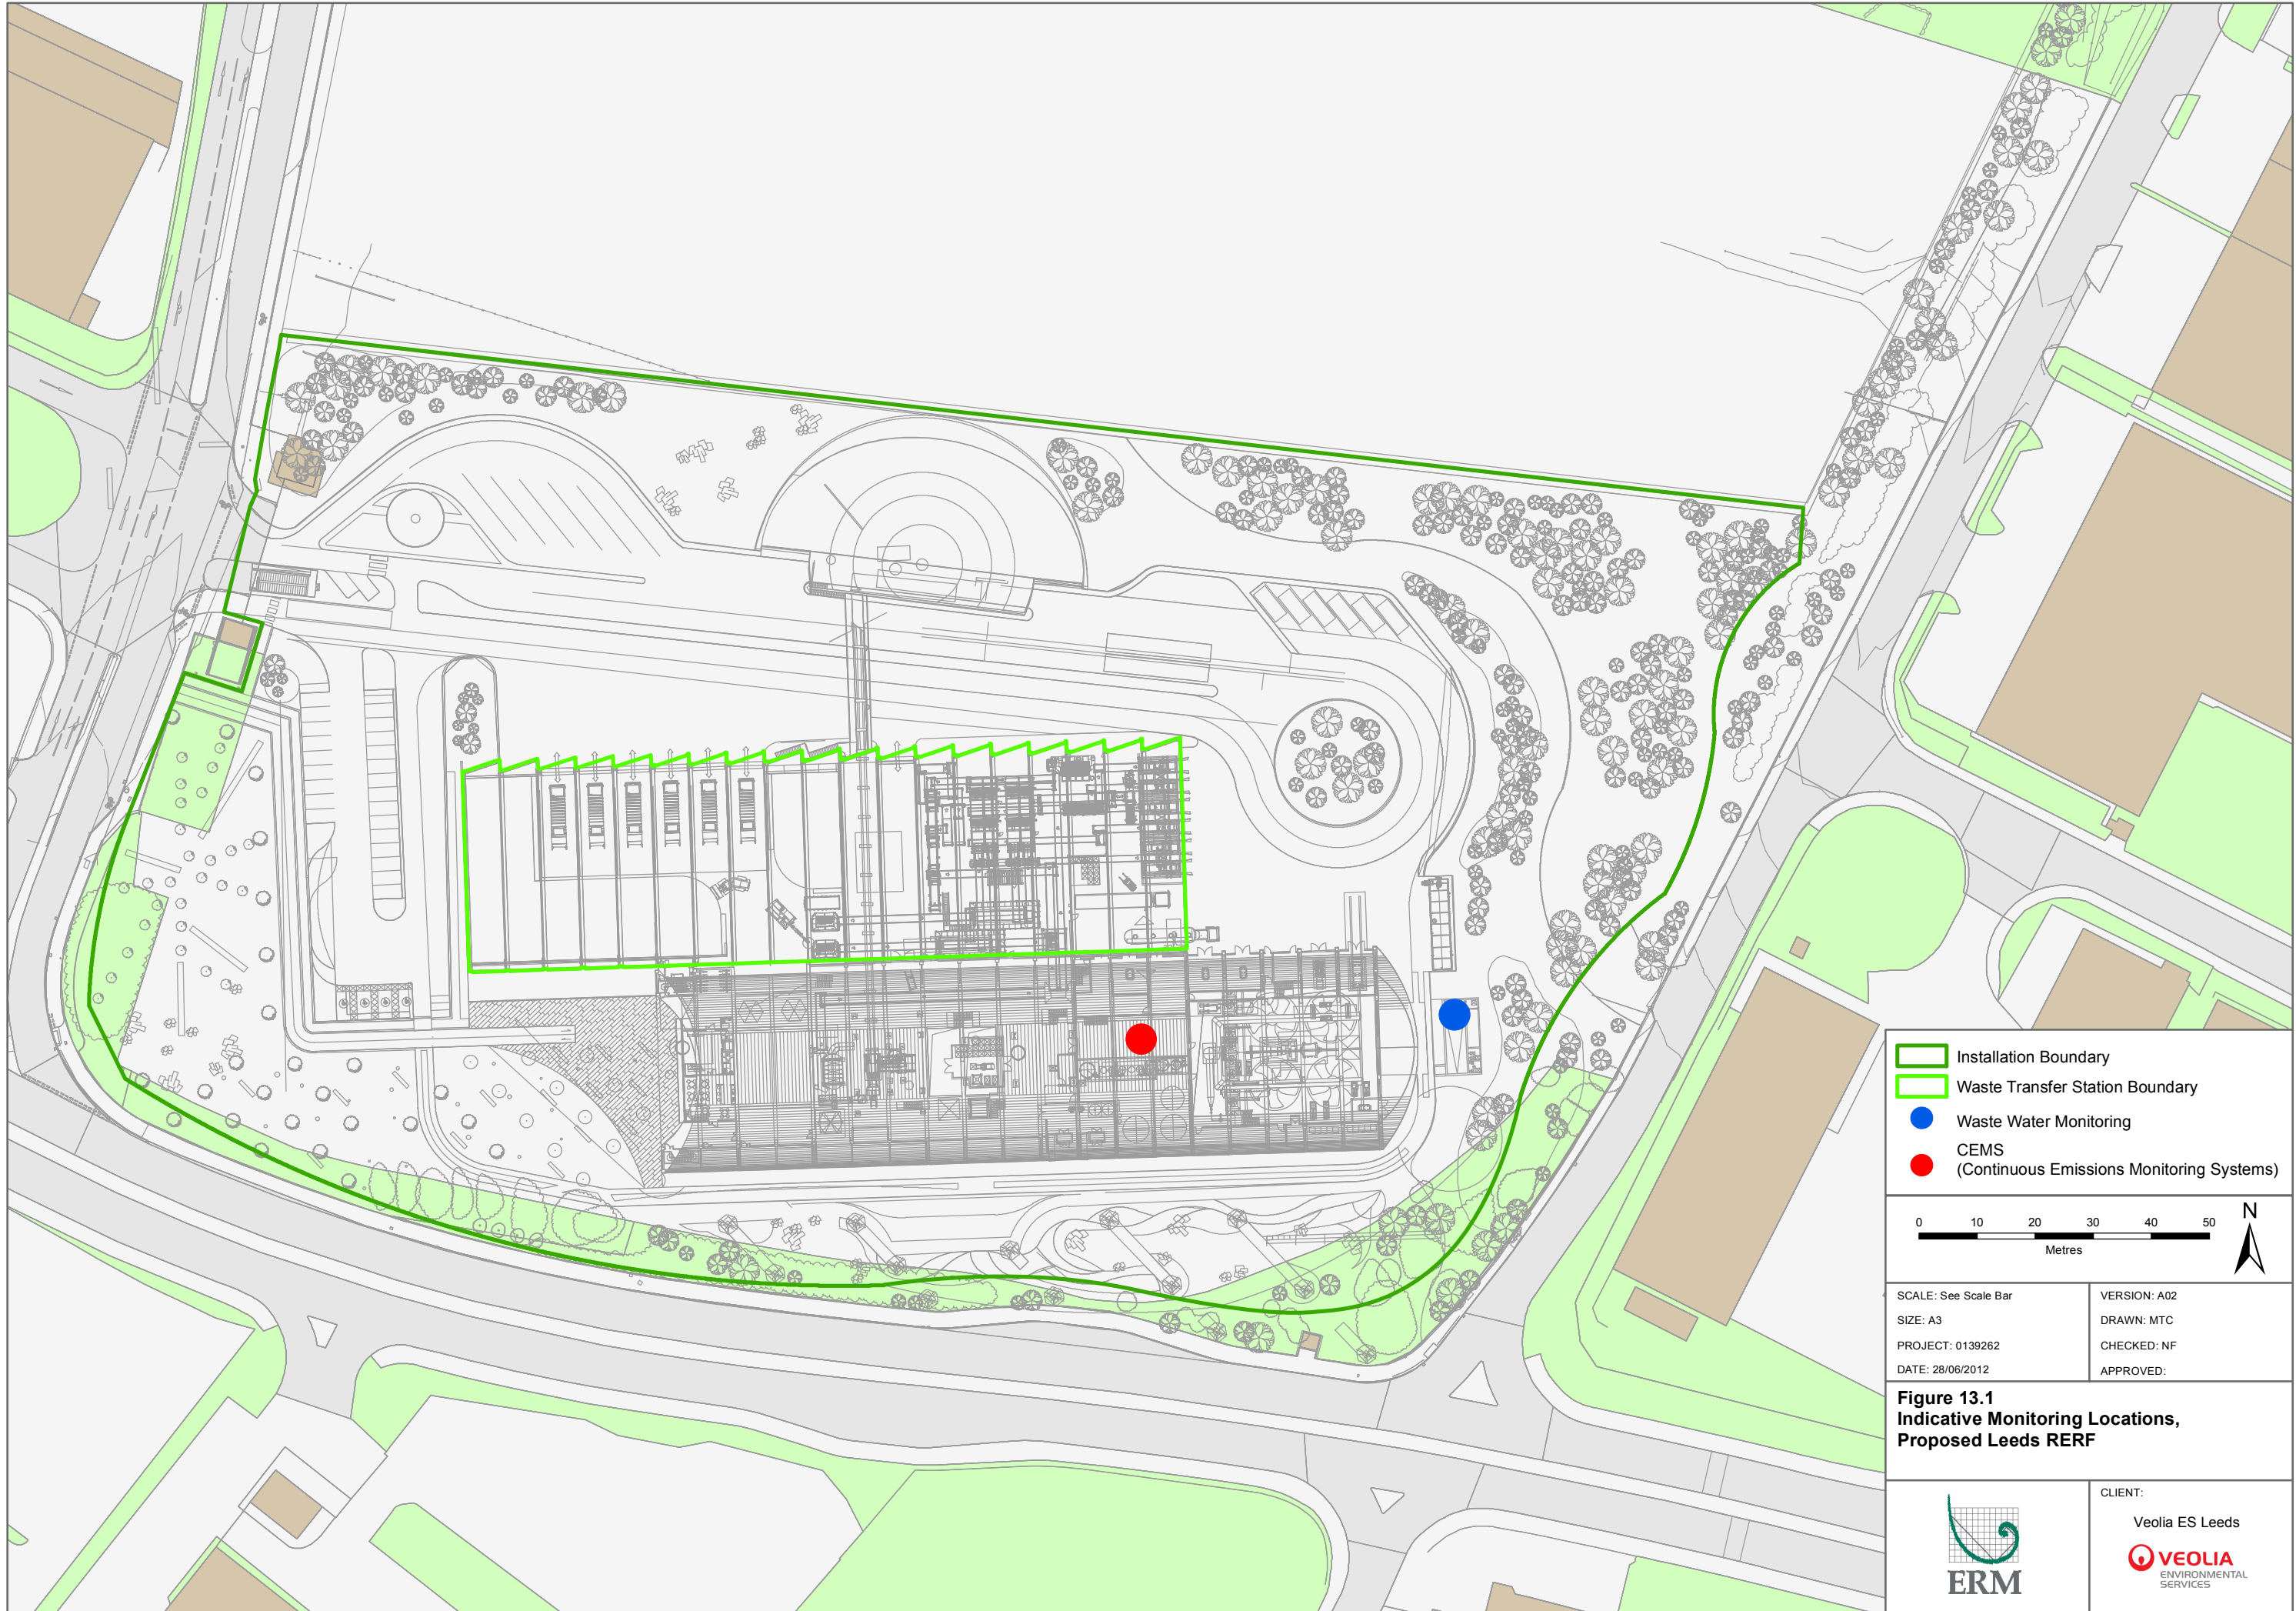 Installation Boundary
Waste Transfer Station Boundary
Waste Water Monitoring
CEMS
(Continuous Emissions Monitoring Systems)
N
0 10 20 30 40 50
Metres
SCALE: See Scale Bar
VERSION: A02
SIZE: A3
DRAWN: MTC
PROJECT: 0139262
CHECKED: NF
DATE: 28/06/2012
APPROVED:
Figure 13.1
Indicative Monitoring Locations,
Proposed Leeds RERF
ERM
CLIENT:
Veolia ES Leeds
VEOLIA
ENVIRONMENTAL
SERVICES